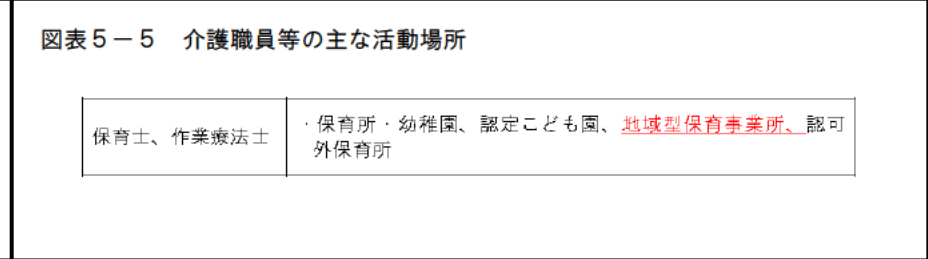 図表５－５　介護職員等の主な活動場所
保育士、作業療法士
・保育所・幼稚園、認定こども園、地域型保育事業所、認可
外保育所